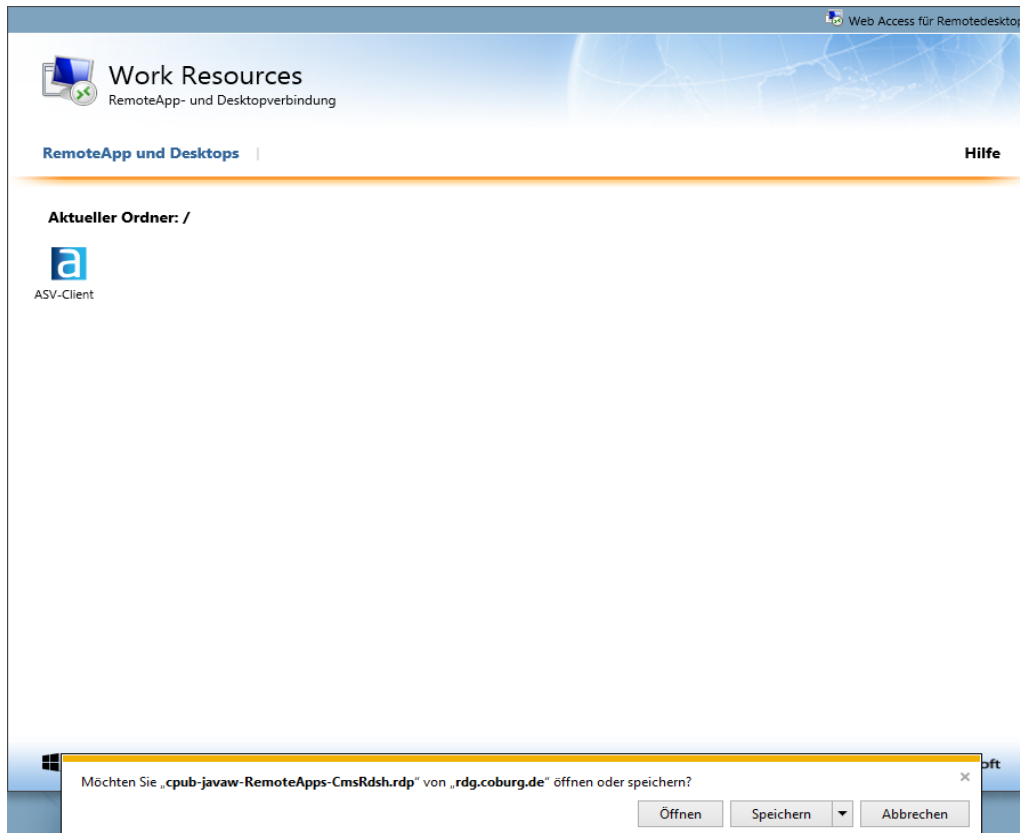 Web Access für Remotedesktop
Work Resources
RemoteApp- und Desktopverbindung
RemoteApp und Desktops |
Hilfe
Aktueller Ordner: /
a
ASV-Client
oft
Möchten Sie „cpub-javaw-RemoteApps-CmsRdsh.rdp“ von „rdg.coburg.de“ öffnen oder speichern?
Öffnen
Speichern
Abbrechen